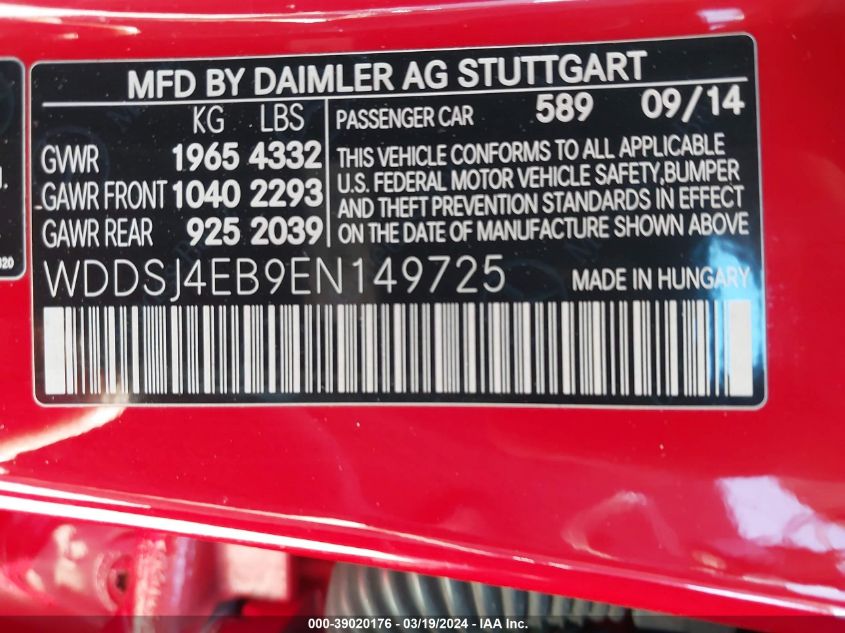 MFD BY DAIMLER AG STUTTGART
KG LBS
GVWR 1965 4332
GAWR FRONT 1040 2293
GAWR REAR 925 2039
PASSENGER CAR 589 09/14
THIS VEHICLE CONFORMS TO ALL APPLICABLE
U.S. FEDERAL MOTOR VEHICLE SAFETY,BUMPER
AND THEFT PREVENTION STANDARDS IN EFFECT
ON THE DATE OF MANUFACTURE SHOWN ABOVE
WDDSJ4EB9EN149725 MADE IN HUNGARY
000-39020176 - 03/19/2024 - IAA Inc.